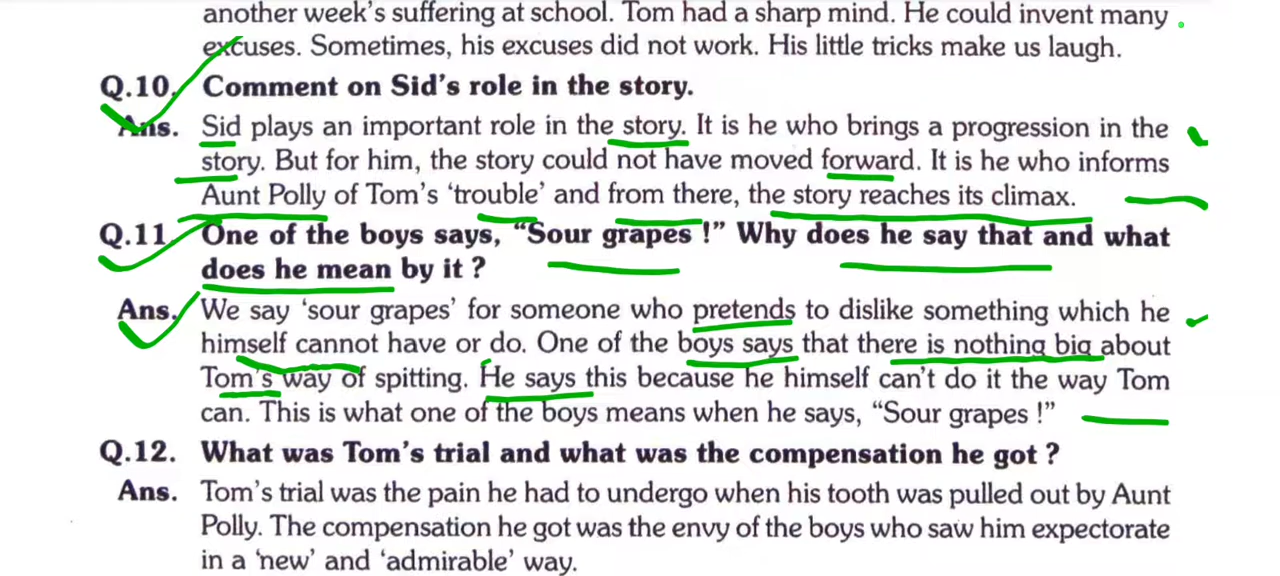 another week's suffering at school. Tom had a sharp mind. He could invent many
excuses. Sometimes, his excuses did not work. His little tricks make us laugh.
Q.10. Comment on Sid's role in the story.
Ans. Sid plays an important role in the story. It is he who brings a progression in the
story. But for him, the story could not have moved forward. It is he who informs
Aunt Polly of Tom's 'trouble' and from there, the story reaches its climax.
Q.11. One of the boys says, "Sour grapes !" Why does he say that and what
does he mean by it ?
Ans. We say 'sour grapes' for someone who pretends to dislike something which he
himself cannot have or do. One of the boys says that there is nothing big about
Tom's way of spitting. He says this because he himself can't do it the way Tom
can. This is what one of the boys means when he says, "Sour grapes !"
Q.12. What was Tom's trial and what was the compensation he got ?
Ans. Tom's trial was the pain he had to undergo when his tooth was pulled out by Aunt
Polly. The compensation he got was the envy of the boys who saw him expectorate
in a 'new' and 'admirable' way.